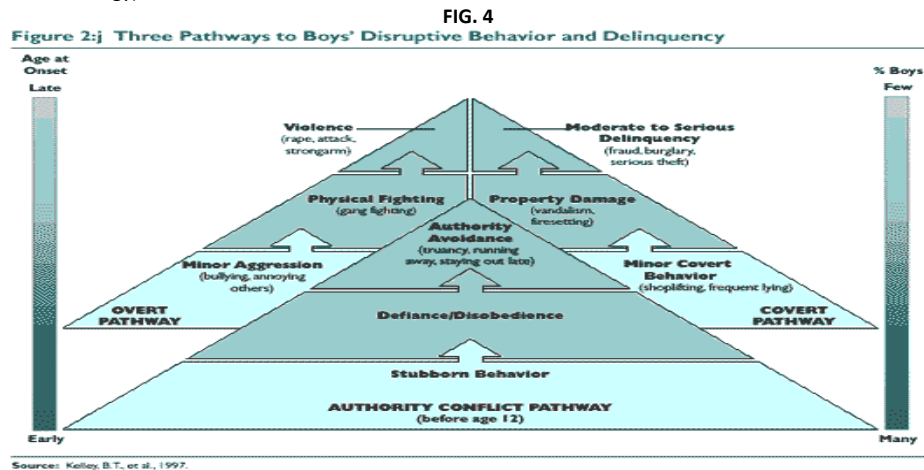 FIG. 4
Figure 2:j Three Pathways to Boys' Disruptive Behavior and Delinquency
Age at
Onset
Late
% Boys
Few
Violence
(rape, attack,
strongarm)
Moderate to Serious
Delinquency
(fraud, burglary,
serious theft)
Physical Fighting
(gang fighting)
Property Damage
(vandalism,
firesetting)
Authority
Avoidance
(truancy, running
away, staying out late)
Minor Aggression
(bullying, annoying
others)
Minor Covert
Behavior
(shoplifting, frequent lying)
OVERT
PATHWAY
COVERT
PATHWAY
Defiance/Disobedience
Stubborn Behavior
AUTHORITY CONFLICT PATHWAY
(before age 12)
Early
Many
Source: Kelley, B.T., et al., 1997.